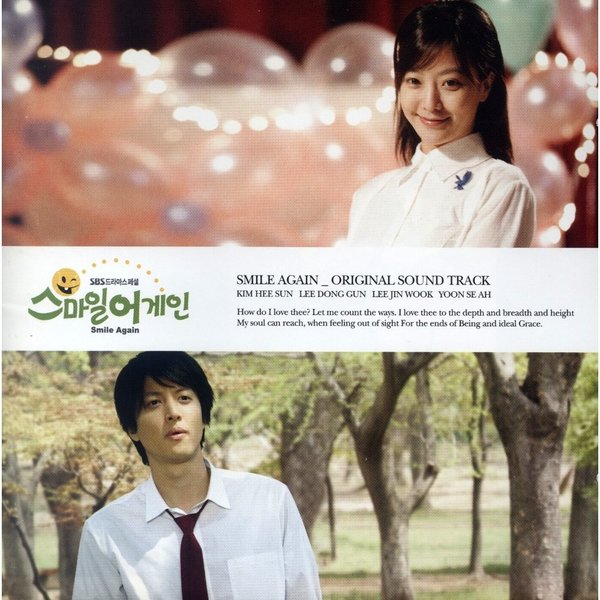 SBS드라마스페셜
스마일어게인
Smile Again
SMILE AGAIN _ ORIGINAL SOUND TRACK
KIM HEE SUN LEE DONG GUN LEE JIN WOOK YOON SE AH
How do I love thee? Let me count the ways. I love thee to the depth and breadth and height
My soul can reach, when feeling out of sight For the ends of Being and ideal Grace.